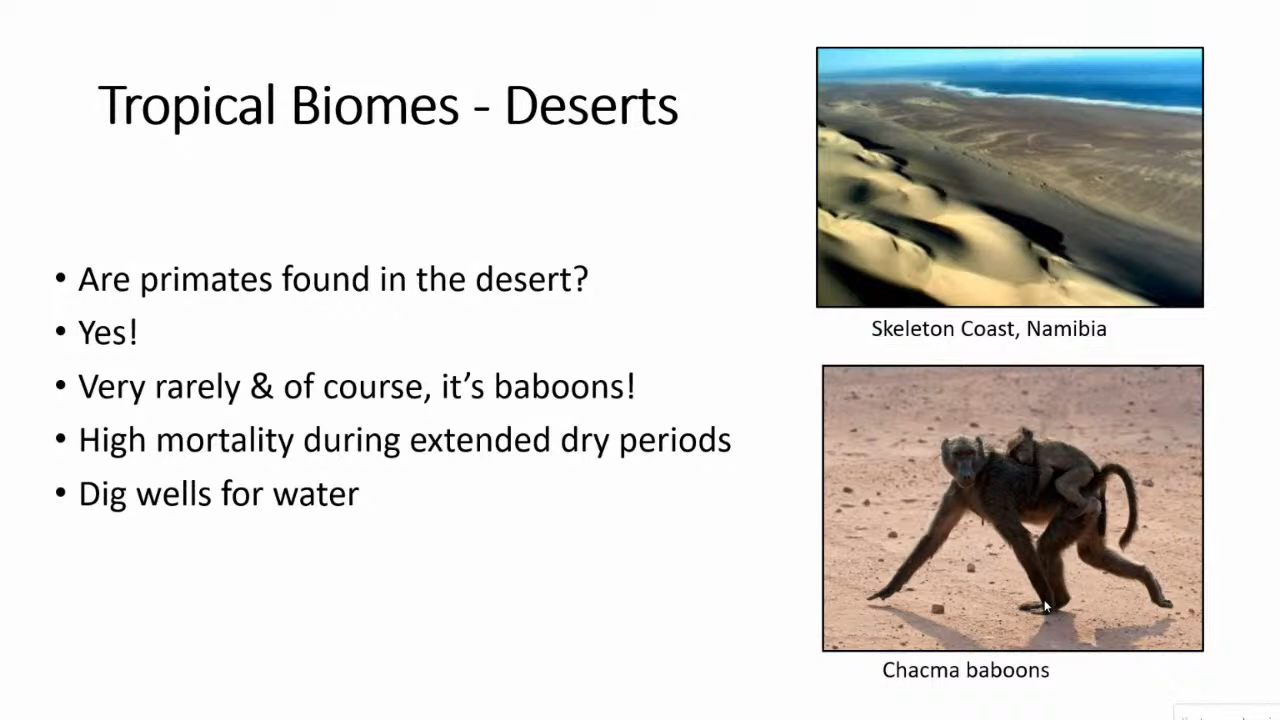 Tropical Biomes - Deserts
• Are primates found in the desert?
• Yes!
• Very rarely & of course, it's baboons!
• High mortality during extended dry periods
• Dig wells for water
Skeleton Coast, Namibia
Chacma baboons